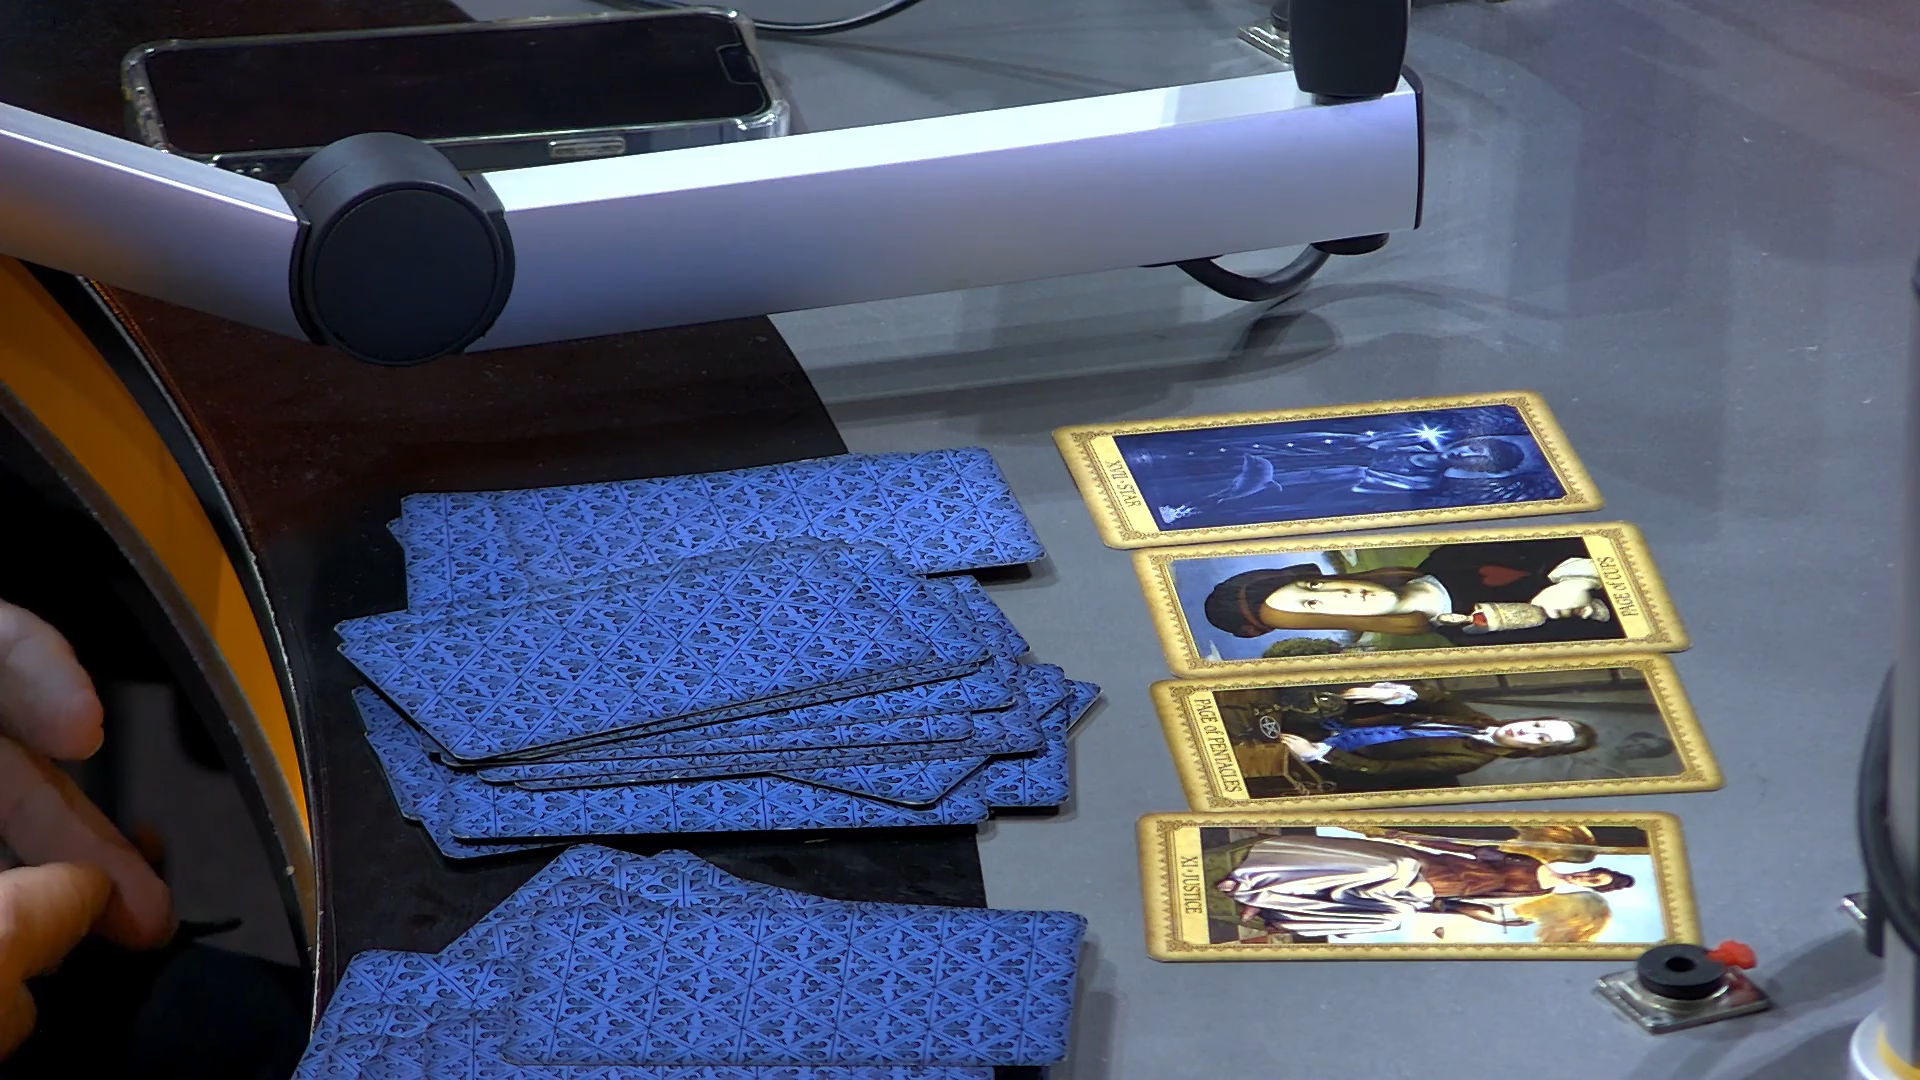 XVII • STAR
PAGE of CUPS
PAGE of PENTACLES
XI • JUSTICE